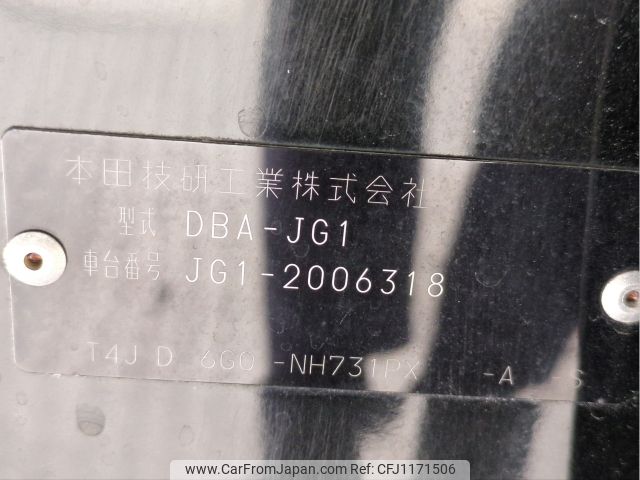 本田技研工業株式会社
型式 DBA-JG1
車台番号 JG1-2006318
T4J D 6G0 -NH731PX -A -S
www.CarFromJapan.com | Ref. No: CFJ1171506